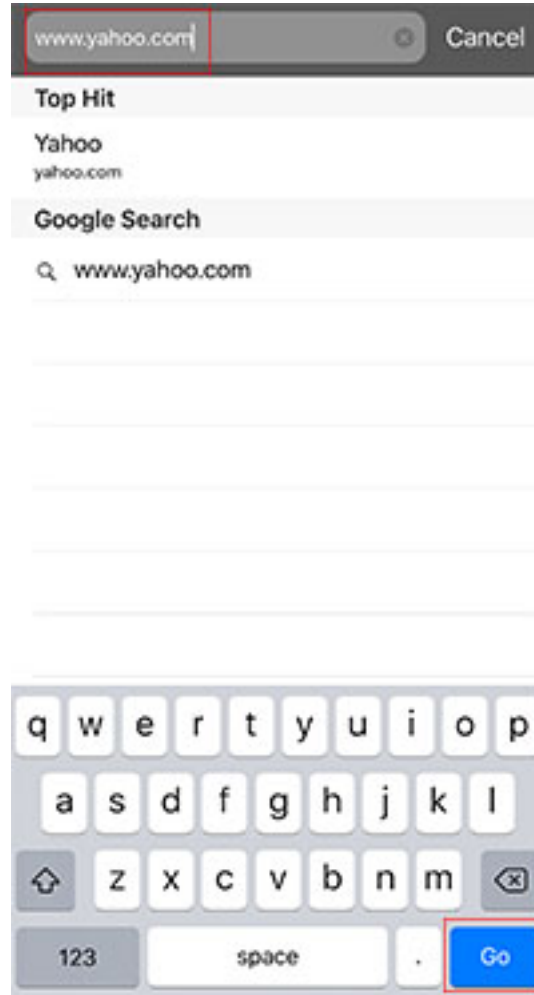 www.yahoo.com Cancel
Top Hit
Yahoo
yahoo.com
Google Search
www.yahoo.com
q w e r t y u i o p
a s d f g h j k l
z x c v b n m
123 space . Go